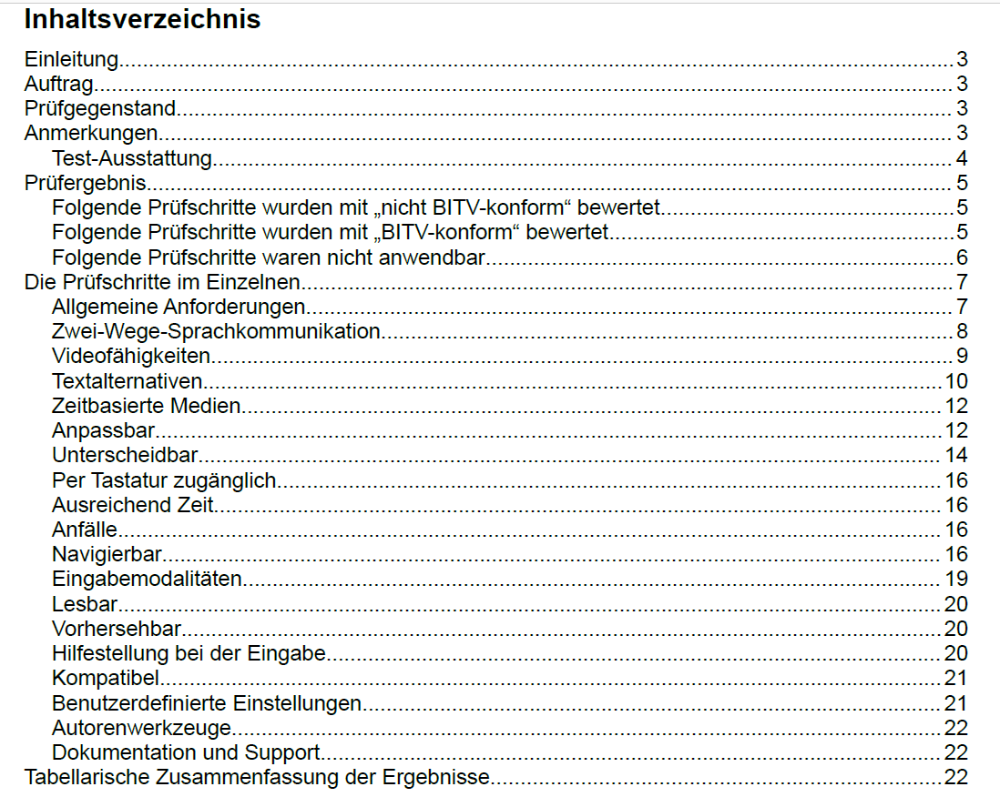 Inhaltsverzeichnis
Einleitung 3
Auftrag 3
Prüfgegenstand 3
Anmerkungen 3
Test-Ausstattung 4
Prüfergebnis 5
Folgende Prüfschritte wurden mit „nicht BITV-konform“ bewertet 5
Folgende Prüfschritte wurden mit „BITV-konform“ bewertet 5
Folgende Prüfschritte waren nicht anwendbar 6
Die Prüfschritte im Einzelnen 7
Allgemeine Anforderungen 7
Zwei-Wege-Sprachkommunikation 8
Videofähigkeiten 9
Textalternativen 10
Zeitbasierte Medien 12
Anpassbar 12
Unterscheidbar 14
Per Tastatur zugänglich 16
Ausreichend Zeit 16
Anfälle 16
Navigierbar 16
Eingabemodalitäten 19
Lesbar 20
Vorhersehbar 20
Hilfestellung bei der Eingabe 20
Kompatibel 21
Benutzerdefinierte Einstellungen 21
Autorenwerkzeuge 22
Dokumentation und Support 22
Tabellarische Zusammenfassung der Ergebnisse 22